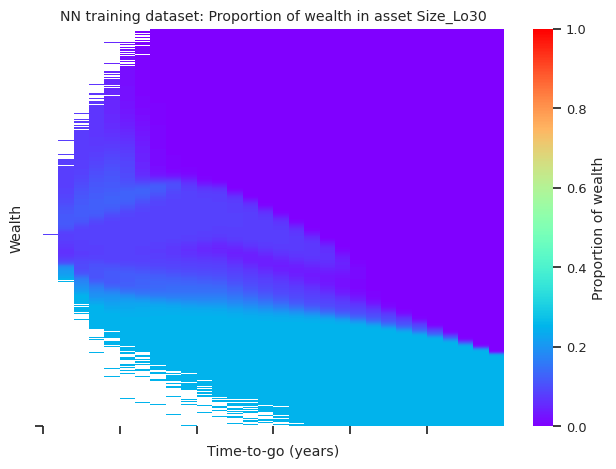 NN training dataset: Proportion of wealth in asset Size_Lo30
Wealth
Time-to-go (years)
1.0
0.8
0.6
0.4
0.2
0.0
Proportion of wealth